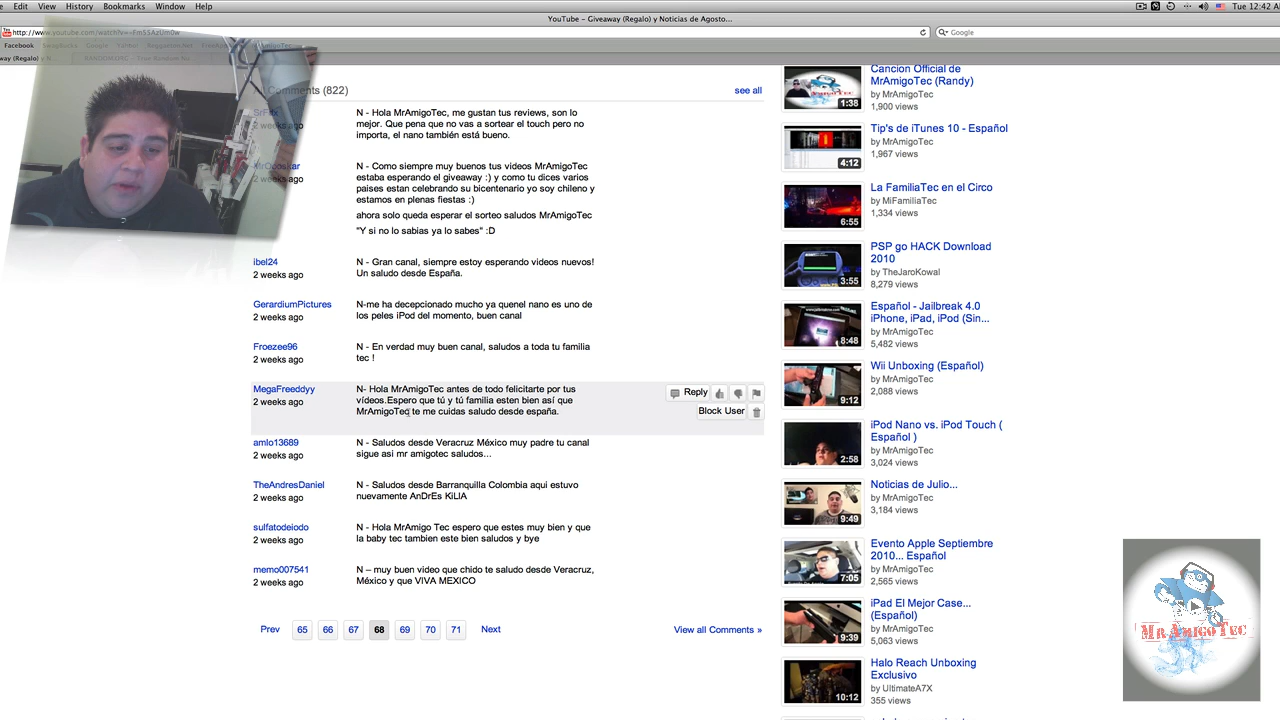 Edit View History Bookmarks Window Help
Tue 12:42 A
YouTube – Giveaway (Regalo) y Noticias de Agosto...
Google
Facebook
Comments (822)
see all
2 weeks ago
N - Hola MrAmigoTec, me gustan tus reviews, son lo
mejor. Que pena que no vas a sortear el touch pero no
importa, el nano también está bueno.
2 weeks ago
N - Como siempre muy buenos tus videos MrAmigoTec
estaba esperando el giveaway :) y como tu dices varios
paises estan celebrando su bicentenario yo soy chileno y
estamos en plenas fiestas :)
ahora solo queda esperar el sorteo saludos MrAmigoTec
"Y si no lo sabias ya lo sabes" :D
ibel24
2 weeks ago
N - Gran canal, siempre estoy esperando videos nuevos!
Un saludo desde España.
GerardiumPictures
2 weeks ago
N-me ha decepcionado mucho ya quenel nano es uno de
los peles iPod del momento, buen canal
Froezee96
2 weeks ago
N - En verdad muy buen canal, saludos a toda tu familia
tec !
MegaFreeddyy
2 weeks ago
N- Hola MrAmigoTec antes de todo felicitarte por tus
vídeos.Espero que tú y tú familia esten bien así que
MrAmigoTec te me cuidas saludo desde españa.
Reply
Block User
amlo13689
2 weeks ago
N - Saludos desde Veracruz México muy padre tu canal
sigue asi mr amigotec saludos...
TheAndresDaniel
2 weeks ago
N - Saludos desde Barranquilla Colombia aqui estuvo
nuevamente AnDrEs KiLIA
sulfatodeiodo
2 weeks ago
N - Hola MrAmigo Tec espero que estes muy bien y que
la baby tec tambien este bien saludos y bye
memo007541
2 weeks ago
N – muy buen video que chido te saludo desde Veracruz,
México y que VIVA MEXICO
Prev 65 66 67 68 69 70 71 Next
View all Comments »
Cancion Official de
MrAmigoTec (Randy)
by MrAmigoTec
1,900 views
1:38
Tip's de iTunes 10 - Español
by MrAmigoTec
1,967 views
4:12
La FamiliaTec en el Circo
by MiFamiliaTec
1,334 views
6:55
PSP go HACK Download
2010
by TheJaroKowal
8,279 views
3:55
Español - Jailbreak 4.0
iPhone, iPad, iPod (Sin...
by MrAmigoTec
5,482 views
8:48
Wii Unboxing (Español)
by MrAmigoTec
2,088 views
9:12
iPod Nano vs. iPod Touch (
Español )
by MrAmigoTec
3,024 views
2:58
Noticias de Julio...
by MrAmigoTec
3,184 views
9:49
Evento Apple Septiembre
2010... Español
by MrAmigoTec
2,565 views
7:05
iPad El Mejor Case...
(Español)
by MrAmigoTec
5,063 views
9:39
Halo Reach Unboxing
Exclusivo
by UltimateA7X
355 views
10:12
MrAmigoTec